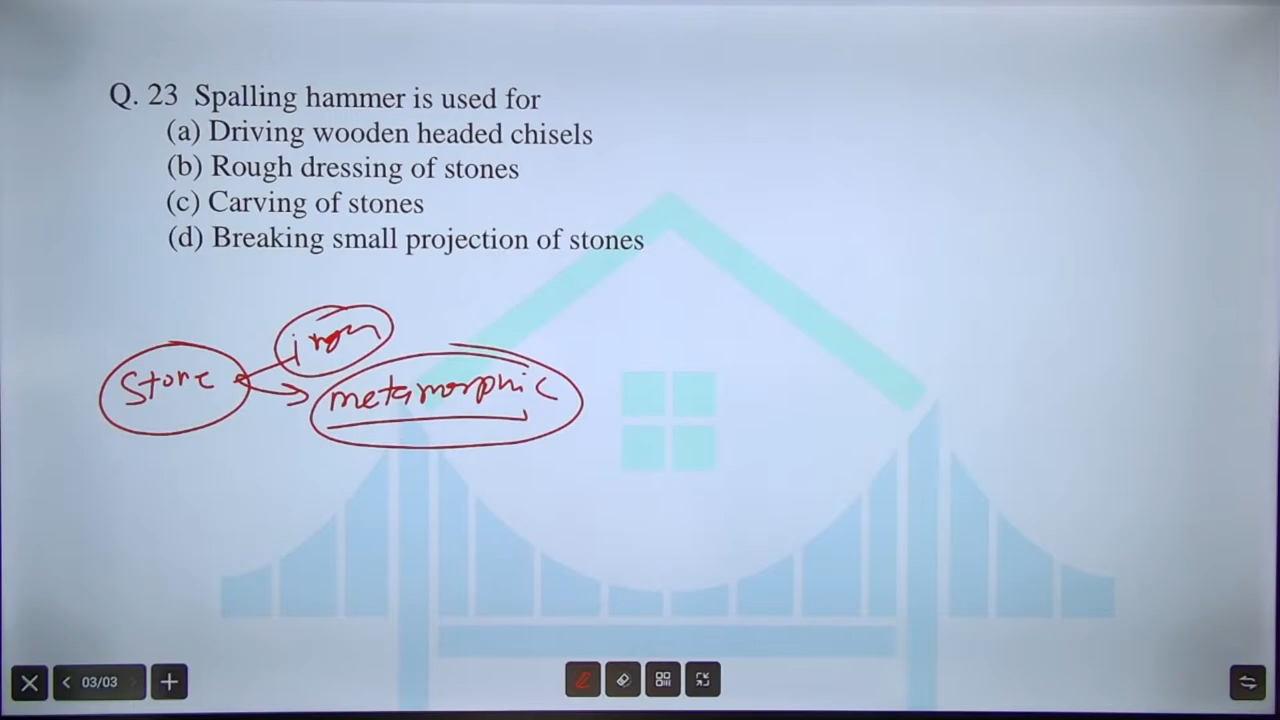 Q. 23 Spalling hammer is used for
(a) Driving wooden headed chisels
(b) Rough dressing of stones
(c) Carving of stones
(d) Breaking small projection of stones
Stone
metamorphic
03/03